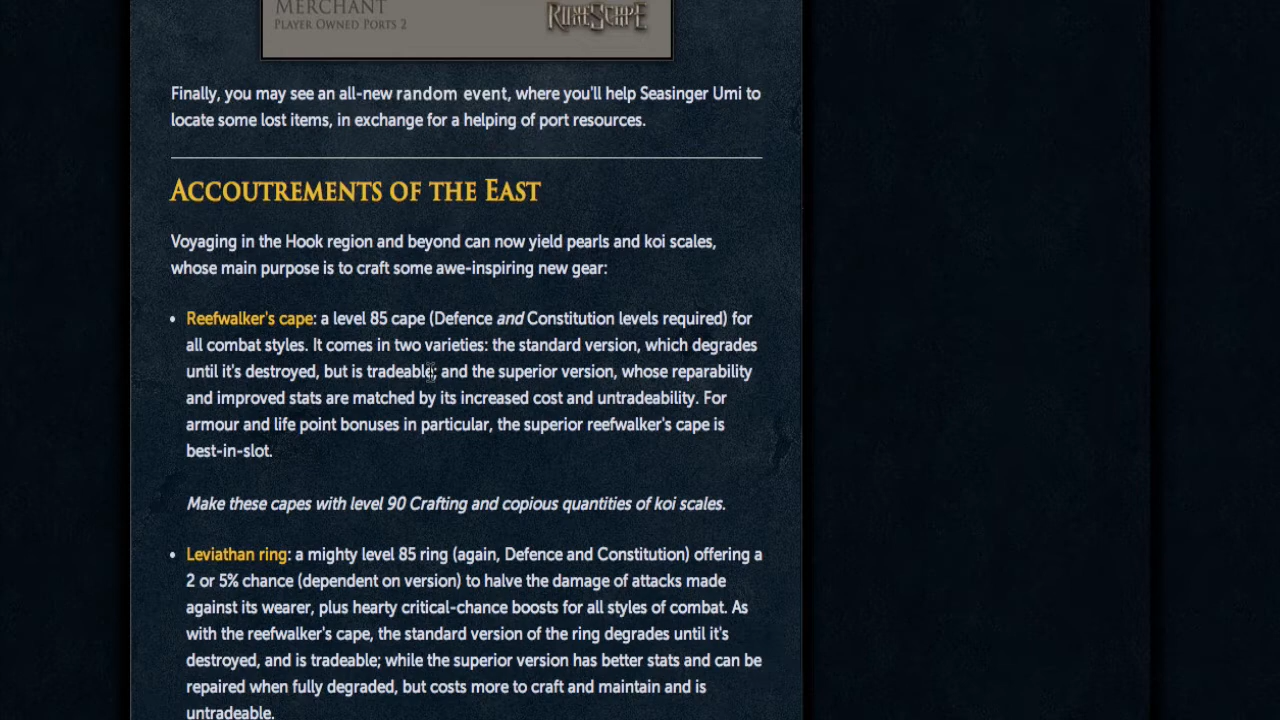 MERCHANT
PLAYER OWNED PORTS 2
RUNESCAPE
Finally, you may see an all-new random event, where you'll help Seasinger Umi to
locate some lost items, in exchange for a helping of port resources.
ACCOUTREMENTS OF THE EAST
Voyaging in the Hook region and beyond can now yield pearls and koi scales,
whose main purpose is to craft some awe-inspiring new gear:
• Reefwalker's cape: a level 85 cape (Defence and Constitution levels required) for
all combat styles. It comes in two varieties: the standard version, which degrades
until it's destroyed, but is tradeable; and the superior version, whose reparability
and improved stats are matched by its increased cost and untradeability. For
armour and life point bonuses in particular, the superior reefwalker's cape is
best-in-slot.
Make these capes with level 90 Crafting and copious quantities of koi scales.
• Leviathan ring: a mighty level 85 ring (again, Defence and Constitution) offering a
2 or 5% chance (dependent on version) to halve the damage of attacks made
against its wearer, plus hearty critical-chance boosts for all styles of combat. As
with the reefwalker's cape, the standard version of the ring degrades until it's
destroyed, and is tradeable; while the superior version has better stats and can be
repaired when fully degraded, but costs more to craft and maintain and is
untradeable.